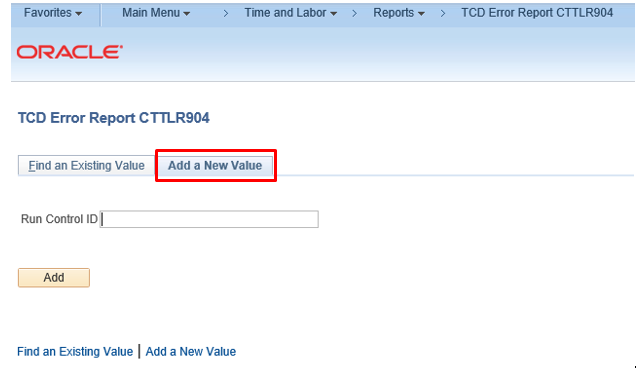 Favorites Main Menu > Time and Labor > Reports > TCD Error Report CTTLR904
ORACLE
TCD Error Report CTTLR904
Find an Existing Value Add a New Value
Run Control ID
Add
Find an Existing Value | Add a New Value